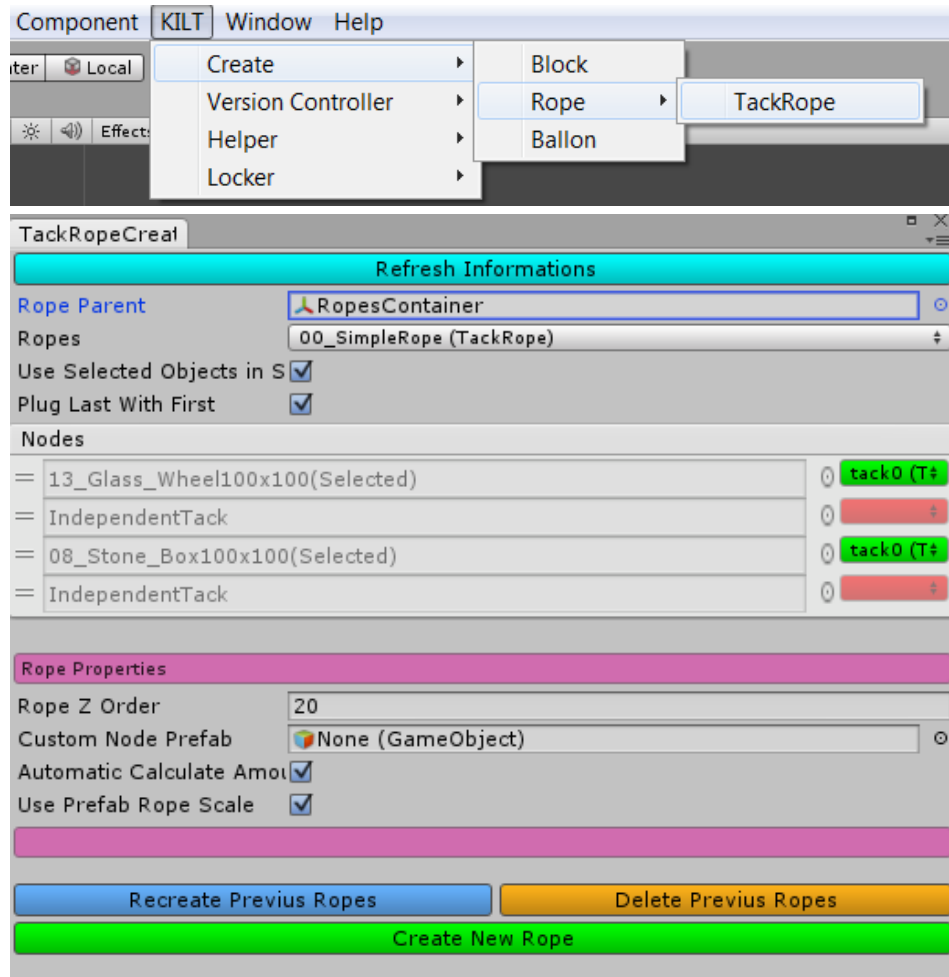 Component KILT Window Help
nter Local Create Block
Version Controller Rope TackRope
Effects Helper Ballon
Locker
TackRopeCreat
Refresh Informations
Rope Parent RopesContainer
Ropes 00_SimpleRope (TackRope)
Use Selected Objects in S
Plug Last With First
Nodes
13_Glass_Wheel100x100(Selected) tack0 (T
IndependentTack
08_Stone_Box100x100(Selected) tack0 (T
IndependentTack
Rope Properties
Rope Z Order 20
Custom Node Prefab None (GameObject)
Automatic Calculate Amou
Use Prefab Rope Scale
Recreate Previus Ropes Delete Previus Ropes
Create New Rope